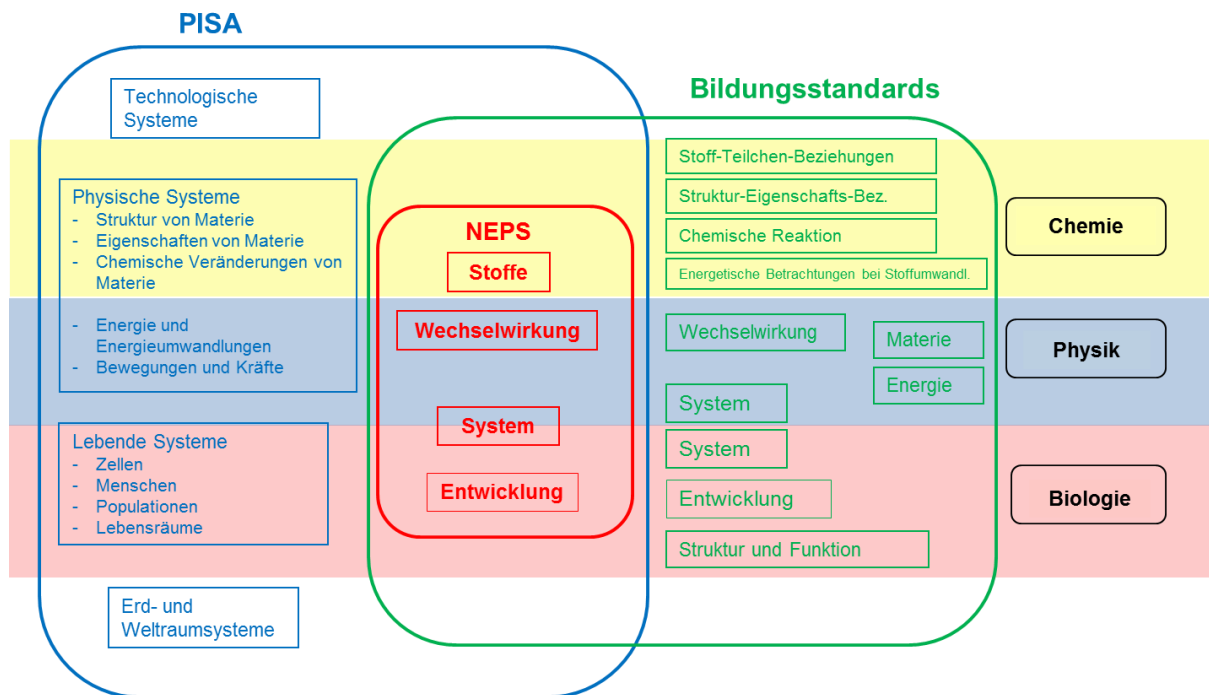 PISA
Technologische
Systeme
Physische Systeme
- Struktur von Materie
- Eigenschaften von Materie
- Chemische Veränderungen von
Materie
- Energie und
Energieumwandlungen
- Bewegungen und Kräfte
Lebende Systeme
- Zellen
- Menschen
- Populationen
- Lebensräume
Erd- und
Weltraumsysteme
NEPS
Stoffe
Wechselwirkung
System
Entwicklung
Bildungsstandards
Stoff-Teilchen-Beziehungen
Struktur-Eigenschafts-Bez.
Chemische Reaktion
Energetische Betrachtungen bei Stoffumwandl.
Wechselwirkung
Materie
Energie
System
System
Entwicklung
Struktur und Funktion
Chemie
Physik
Biologie